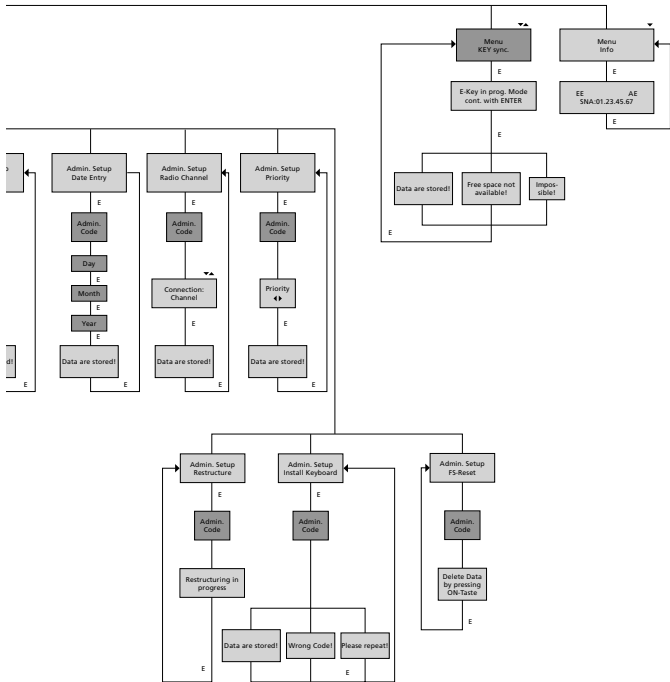 Menu
KEY sync.
Menu
Info
E
E
E-Key in prog. Mode
cont. with ENTER
EE AE
SNA:01.23.45.67
E
E
Data are stored!
Free space not
available!
Impos-
sible!
E
Admin. Setup
Date Entry
Admin. Setup
Radio Channel
Admin. Setup
Priority
E
E
E
Admin.
Code
Admin.
Code
Admin.
Code
Day
E
Month
E
Year
E
Connection:
Channel
E
Priority
E
d!
Data are stored!
Data are stored!
Data are stored!
E
E
E
E
Admin. Setup
Restructure
Admin. Setup
Install Keyboard
Admin. Setup
FS-Reset
E
E
E
Admin.
Code
Admin.
Code
Admin.
Code
Restructuring in
progress
Delete Data
by pressing
ON-Taste
E
Data are stored!
Wrong Code!
Please repeat!
E
E